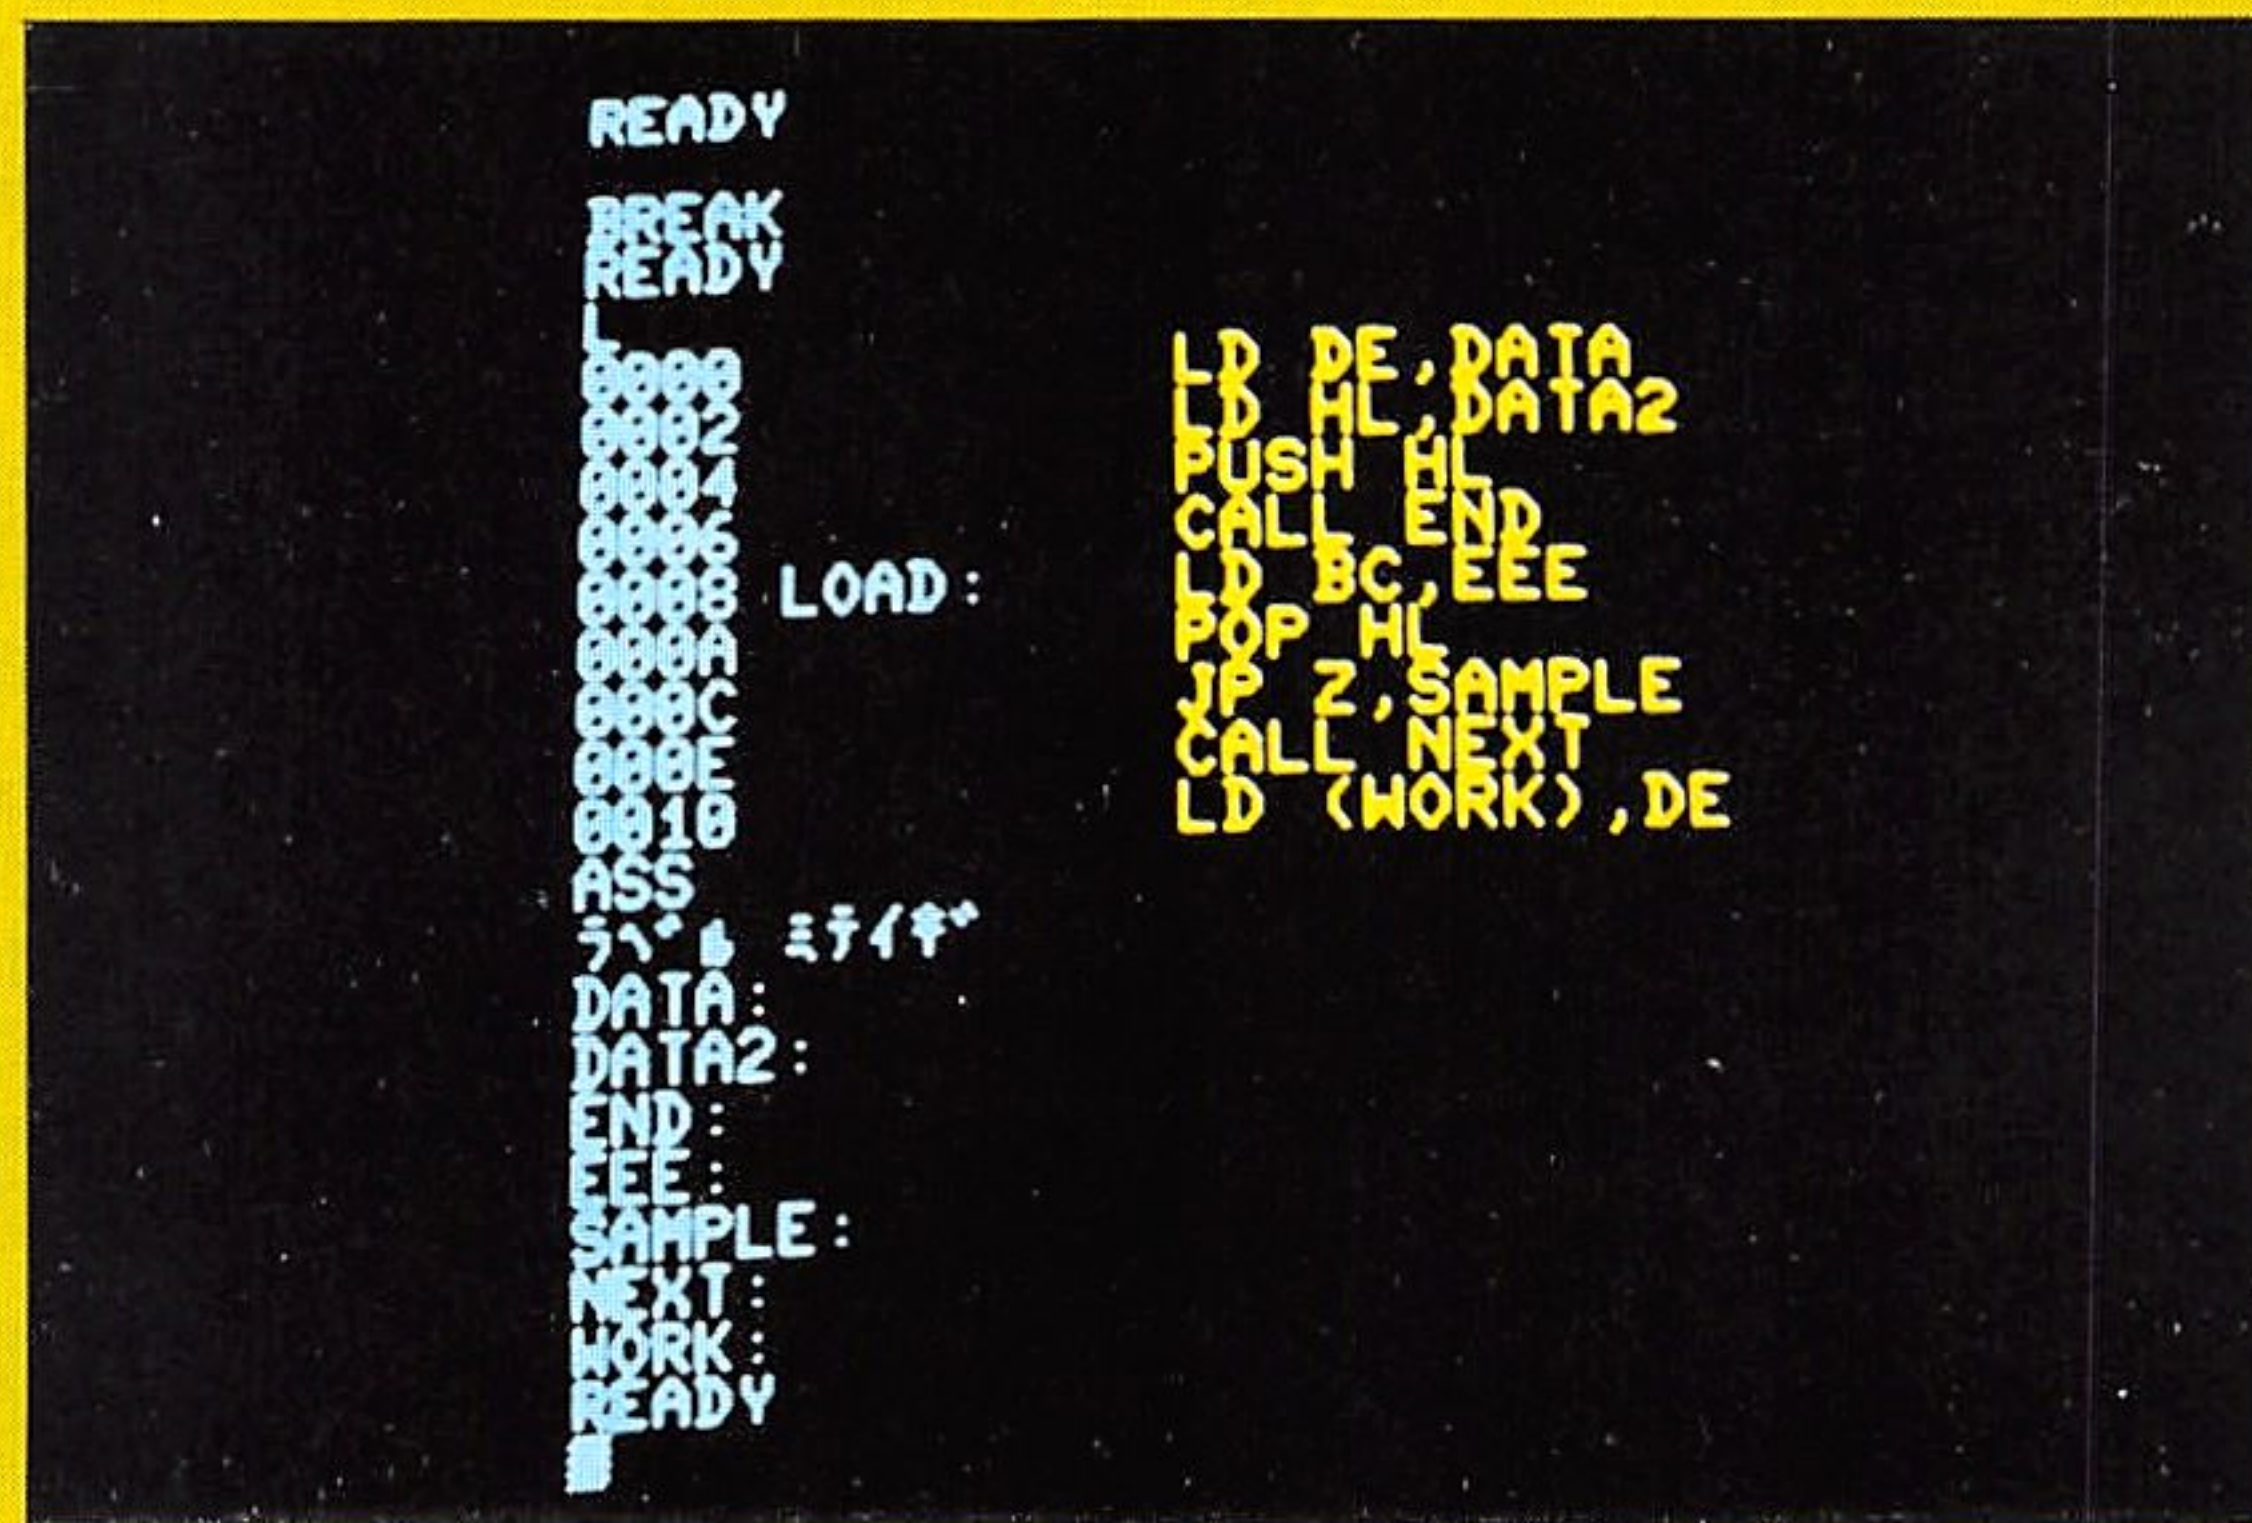 READY
BREAK
READY
L
0000 LD DE,DATA
0002 LD HL,DATA2
0004 PUSH HL
0006 CALL END
0008 LOAD: LD BC,EEE
000A POP HL
000C JP Z,SAMPLE
000E CALL NEXT
0010 LD (WORK),DE
ASS
ラベル ミテイギ
DATA:
DATA2:
END:
EEE:
SAMPLE:
NEXT:
WORK:
READY